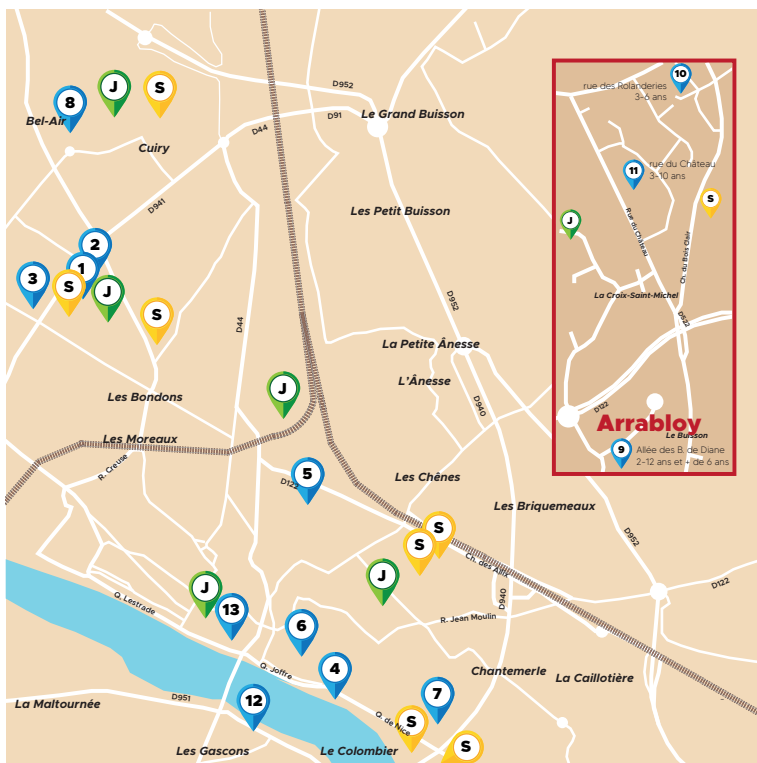 D952
10
rue des Rolanderies
3-6 ans
J
S
8
Bel-Air
D91
Le Grand Buisson
D44
Cuiry
11
rue du Château
3-10 ans
D941
S
Les Petit Buisson
J
Rue du Château
Ch. du Bois Clair
2
1
3
S
J
S
D44
D952
La Croix-Saint-Michel
D522
La Petite Ânesse
L'Ânesse
J
Les Bondons
D940
D122
Arrabloy
Le Buisson
9
Allée des B. de Diane
2-12 ans et + de 6 ans
Les Moreaux
R. Creuse
5
D122
Les Chênes
Les Briquemeaux
S
S
D952
Ch. des Allix
J
J
13
Q. Lestrade
D940
D122
R. Jean Moulin
6
Q. Joffre
4
Chantemerle
La Caillotière
La Maltournée
D951
12
7
Q. de Nice
S
S
Les Gascons
Le Colombier